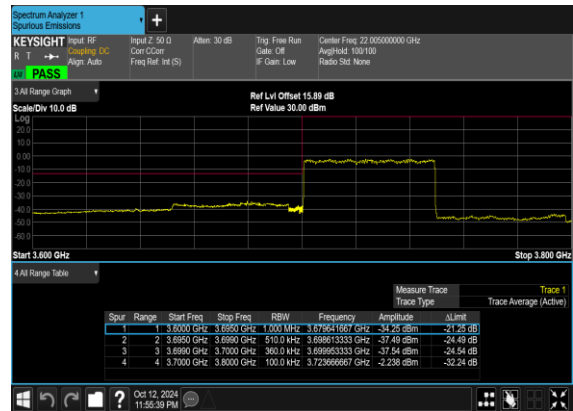 Spectrum Analyzer 1
Spurious Emissions
KEYSIGHT Input: RF Input Z: 50 Ω Atten: 30 dB Trig: Free Run Center Freq: 22.005000000 GHz
R T Coupling: DC Corr CCorr Gate: Off Avg|Hold: 100/100
Align: Auto Freq Ref: Int (S) IF Gain: Low Radio Std: None
LXI PASS
3 All Range Graph
Ref Lvl Offset 15.89 dB
Scale/Div 10.0 dB Ref Value 30.00 dBm
Log
20.0
10.0
0.00
-10.0
-20.0
-30.0
-40.0
-50.0
-60.0
Start 3.600 GHz Stop 3.800 GHz
4 All Range Table
Measure Trace Trace 1
Trace Type Trace Average (Active)
Spur Range Start Freq Stop Freq RBW Frequency Amplitude ΔLimit
1 1 3.6000 GHz 3.6950 GHz 1.000 MHz 3.679641667 GHz -34.25 dBm -21.25 dB
2 2 3.6950 GHz 3.6990 GHz 510.0 kHz 3.698613333 GHz -37.49 dBm -24.49 dB
3 3 3.6990 GHz 3.7000 GHz 360.0 kHz 3.699953333 GHz -37.54 dBm -24.54 dB
4 4 3.7000 GHz 3.8000 GHz 100.0 kHz 3.723666667 GHz -2.238 dBm -32.24 dB
Oct 12, 2024
11:55:39 PM